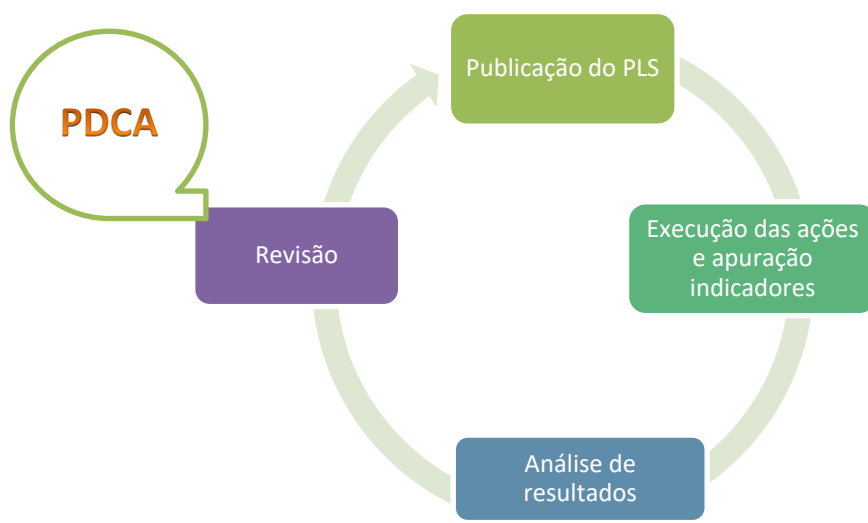 Publicação do PLS
PDCA
Execução das ações
e apuração
indicadores
Revisão
Análise de
resultados